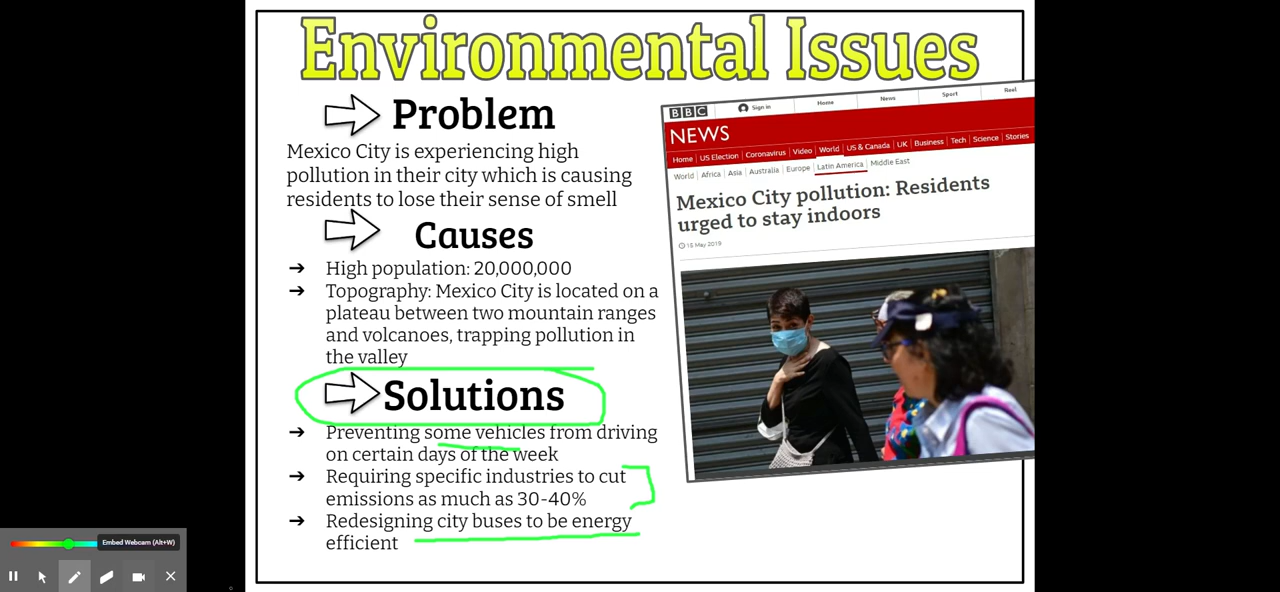 Environmental Issues
Problem
Mexico City is experiencing high
pollution in their city which is causing
residents to lose their sense of smell
Causes
➔ High population: 20,000,000
➔ Topography: Mexico City is located on a
plateau between two mountain ranges
and volcanoes, trapping pollution in
the valley
Solutions
➔ Preventing some vehicles from driving
on certain days of the week
➔ Requiring specific industries to cut
emissions as much as 30-40%
➔ Redesigning city buses to be energy
efficient
BBC Sign in Home News Sport Reel
NEWS
Home US Election Coronavirus Video World US & Canada UK Business Tech Science Stories
World Africa Asia Australia Europe Latin America Middle East
Mexico City pollution: Residents
urged to stay indoors
15 May 2019
Embed Webcam (Alt+W)